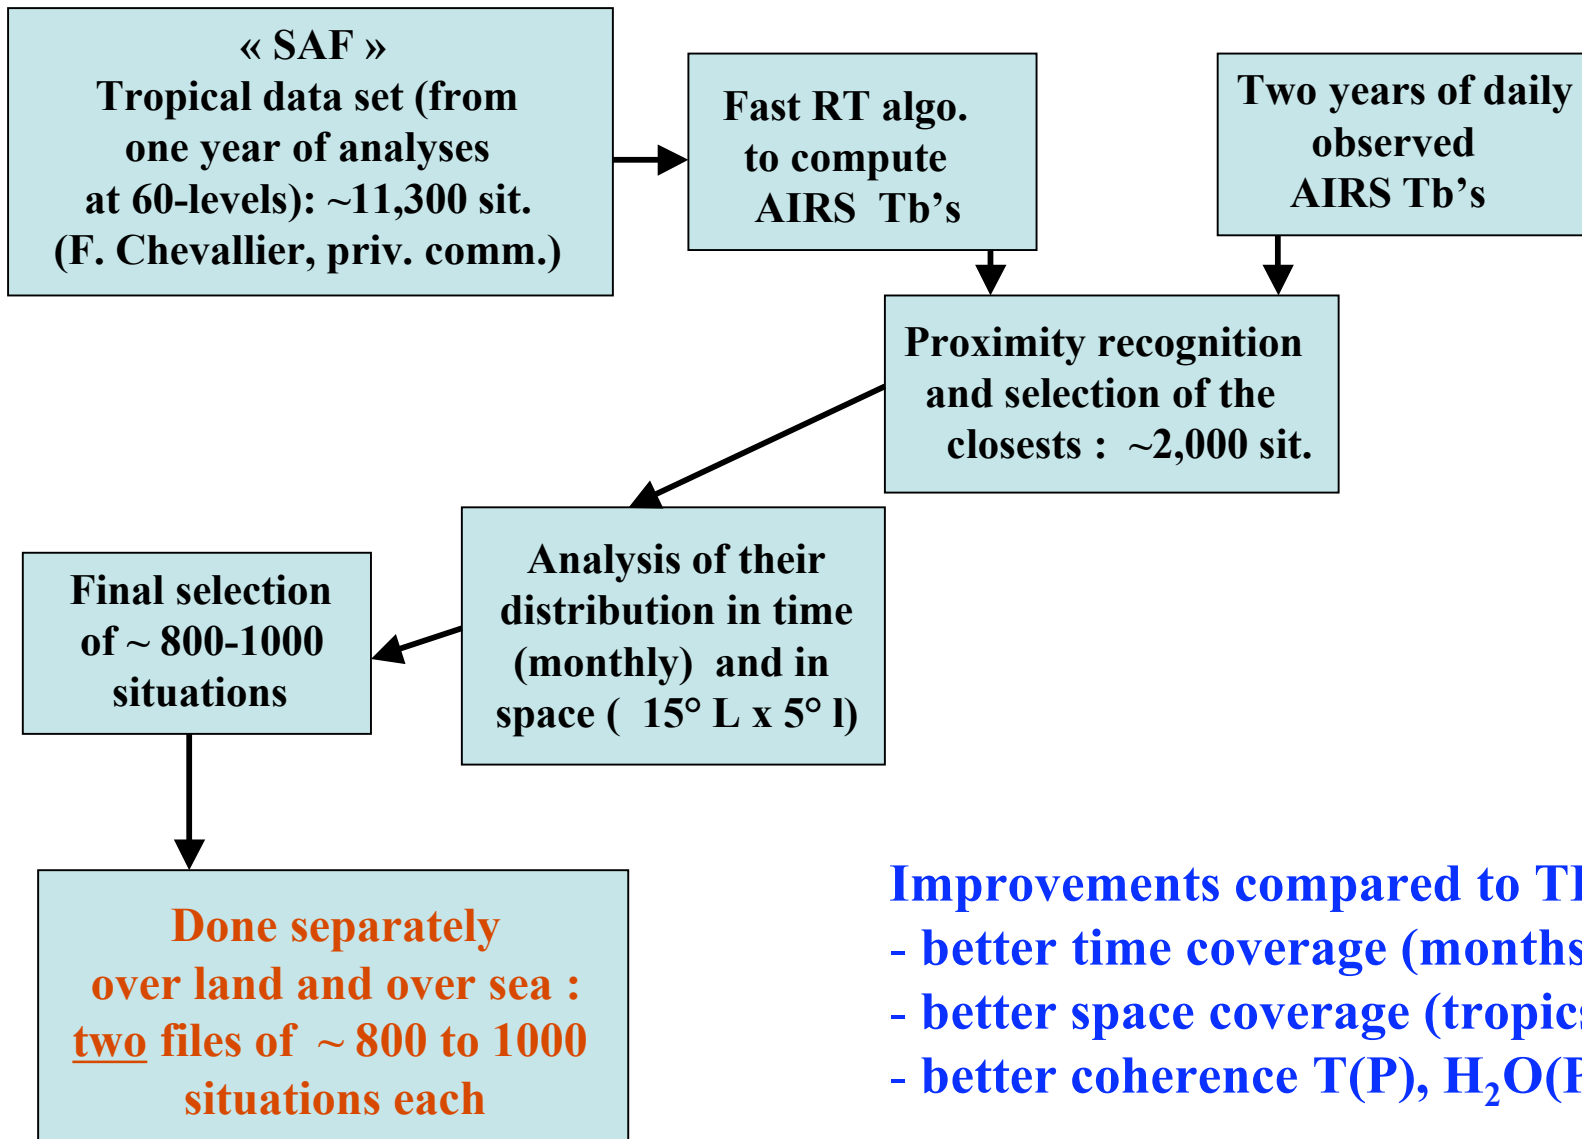 « SAF »
Tropical data set (from
one year of analyses
at 60-levels): ~11,300 sit.
(F. Chevallier, priv. comm.)
Fast RT algo.
to compute
AIRS Tb's
Two years of daily
observed
AIRS Tb's
Proximity recognition
and selection of the
closests : ~2,000 sit.
Analysis of their
distribution in time
(monthly) and in
space ( 15° L x 5° l)
Final selection
of ~ 800-1000
situations
Done separately
over land and over sea :
two files of ~ 800 to 1000
situations each
Improvements compared to
- better time coverage (months
- better space coverage (tropics
- better coherence T(P), H₂O(P